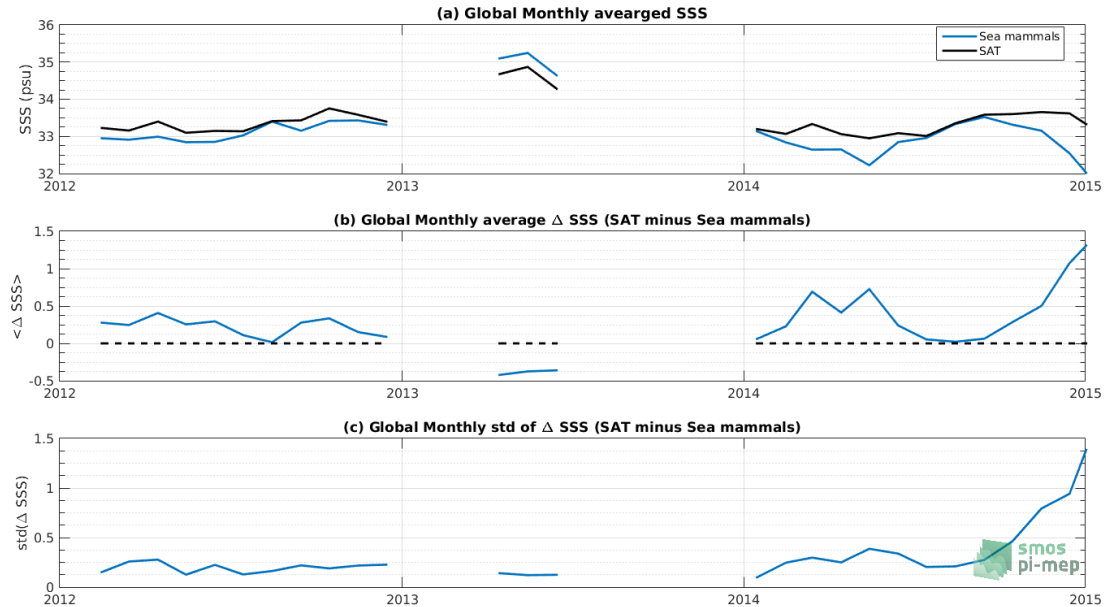 (a) Global Monthly avearged SSS
36
35
34
33
32
SSS (psu)
Sea mammals
SAT
2012 2013 2014 2015
(b) Global Monthly average Δ SSS (SAT minus Sea mammals)
1.5
1
0.5
0
-0.5
<Δ SSS>
2012 2013 2014 2015
(c) Global Monthly std of Δ SSS (SAT minus Sea mammals)
1.5
1
0.5
0
std(Δ SSS)
smos
pi-mep
2012 2013 2014 2015